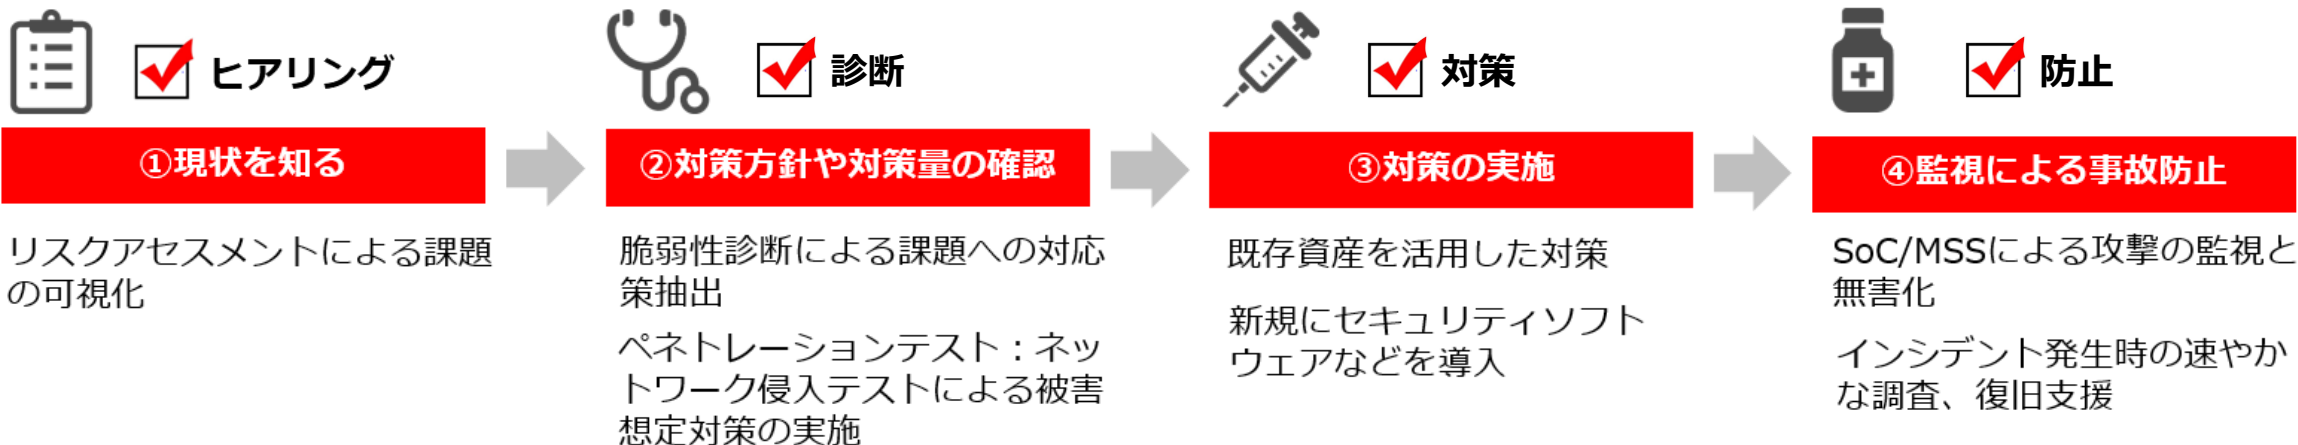 ヒアリング
①現状を知る
リスクアセスメントによる課題
の可視化
診断
②対策方針や対策量の確認
脆弱性診断による課題への対応
策抽出
ペネトレーションテスト：ネッ
トワーク侵入テストによる被害
想定対策の実施
対策
③対策の実施
既存資産を活用した対策
新規にセキュリティソフト
ウェアなどを導入
防止
④監視による事故防止
SoC/MSSによる攻撃の監視と
無害化
インシデント発生時の速やか
な調査、復旧支援